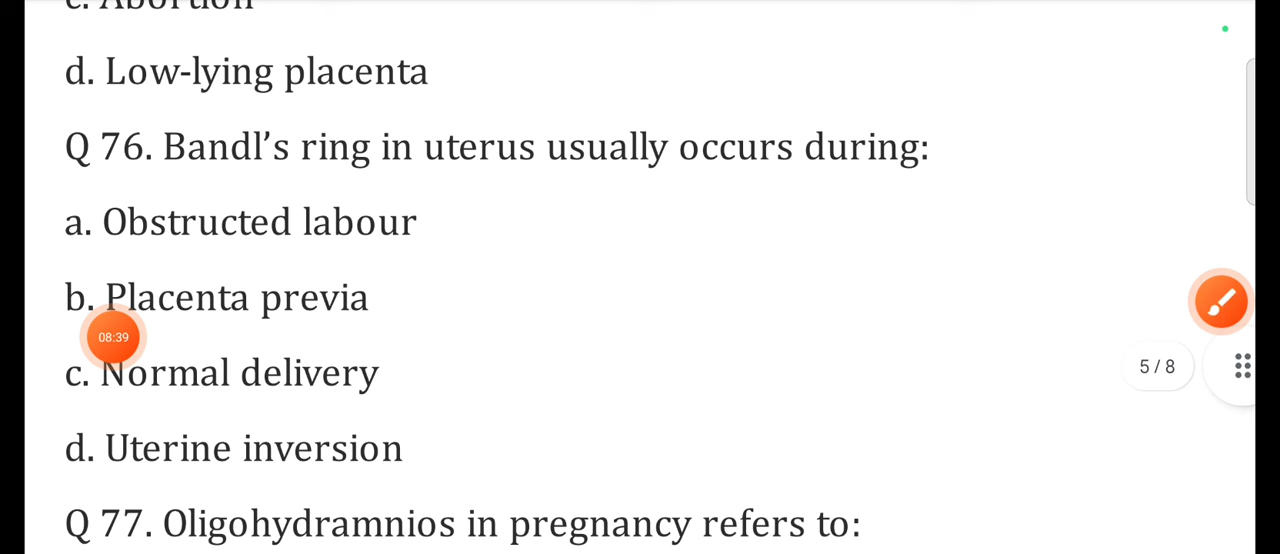 c. Abortion
d. Low-lying placenta
Q 76. Bandl’s ring in uterus usually occurs during:
a. Obstructed labour
b. Placenta previa
08:39
5 / 8
c. Normal delivery
d. Uterine inversion
Q 77. Oligohydramnios in pregnancy refers to: